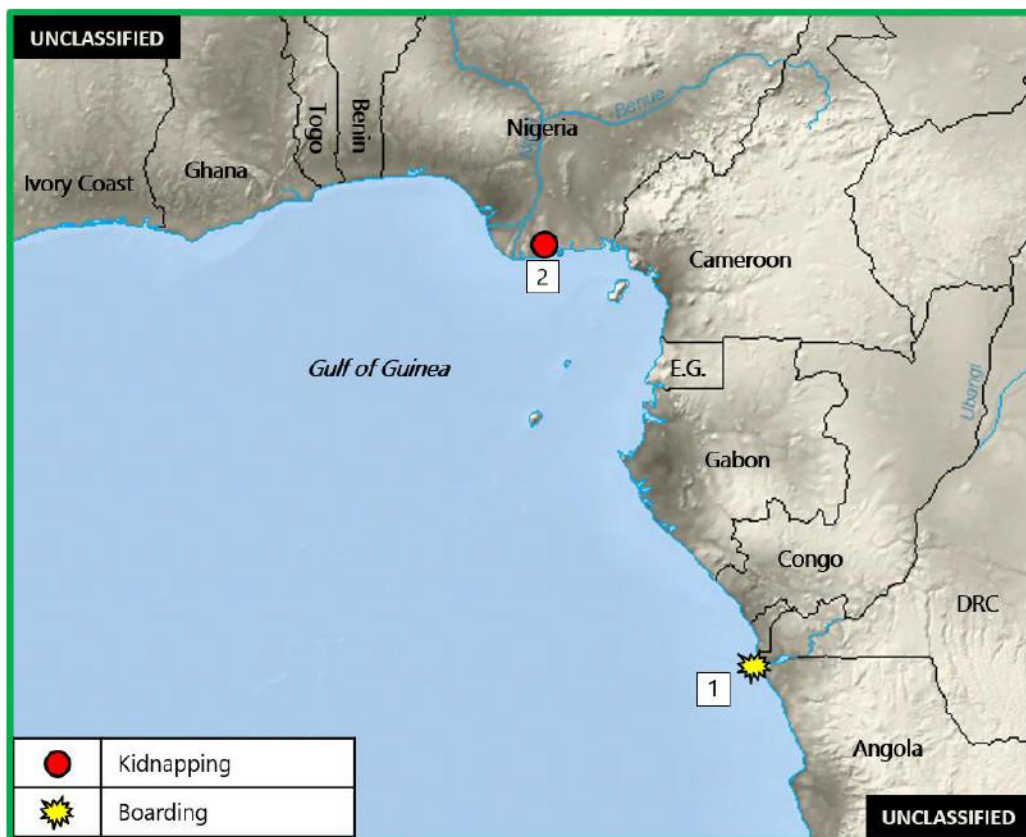 UNCLASSIFIED
Benue
Nigeria
Togo
Benin
Ghana
Ivory Coast
Cameroon
2
Gulf of Guinea
E.G.
Ubangi
Gabon
Congo
DRC
1
Angola
Kidnapping
Boarding
UNCLASSIFIED